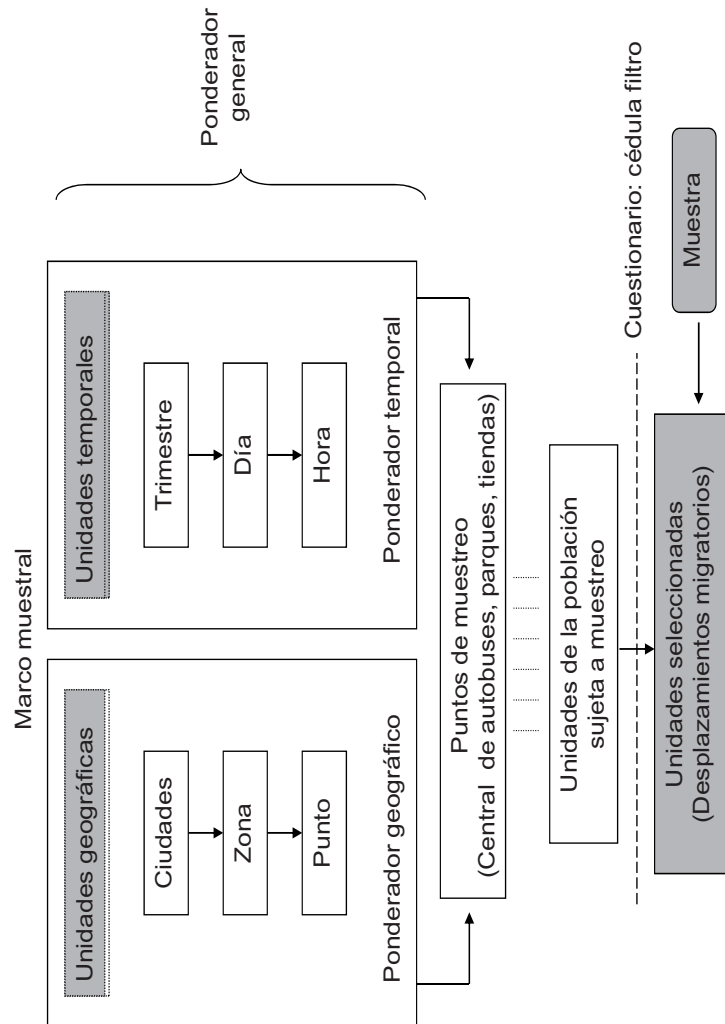 Marco muestral
Unidades geográficas
Ciudades
Zona
Punto
Ponderador geográfico
Unidades temporales
Trimestre
Día
Hora
Ponderador temporal
Ponderador
general
Puntos de muestreo
(Central de autobuses, parques, tiendas)
Unidades de la población
sujeta a muestreo
Cuestionario: cédula filtro
Unidades seleccionadas
(Desplazamientos migratorios)
Muestra